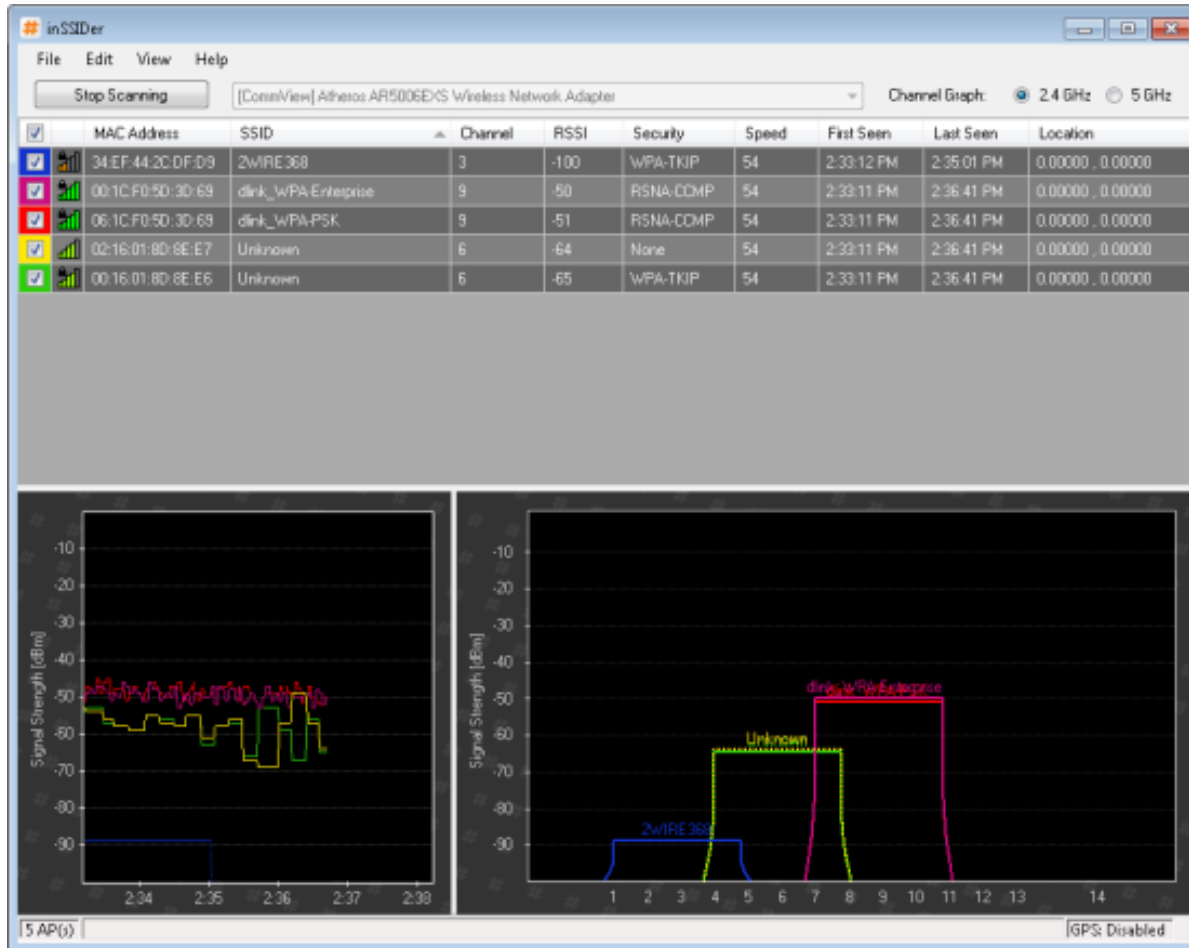 inSSIDer
File Edit View Help
Stop Scanning [CommView] Atheros AR5006EXS Wireless Network Adapter Channel Graph: 2.4 GHz 5 GHz
MAC Address SSID Channel RSSI Security Speed First Seen Last Seen Location
34:EF:44:2C:DF:D9 2WIRE368 3 -100 WPA-TKIP 54 2:33:12 PM 2:35:01 PM 0.00000 , 0.00000
00:1C:F0:5D:3D:69 dlink_WPA-Enterprise 9 -50 RSNA-CCMP 54 2:33:11 PM 2:36:41 PM 0.00000 , 0.00000
06:1C:F0:5D:3D:69 dlink_WPA-PSK 9 -51 RSNA-CCMP 54 2:33:11 PM 2:36:41 PM 0.00000 , 0.00000
02:16:01:8D:8E:E7 Unknown 6 -64 None 54 2:33:11 PM 2:36:41 PM 0.00000 , 0.00000
00:16:01:8D:8E:E6 Unknown 6 -65 WPA-TKIP 54 2:33:11 PM 2:36:41 PM 0.00000 , 0.00000
Signal Strength [dBm]
-10
-20
-30
-40
-50
-60
-70
-80
-90
2:34 2:35 2:36 2:37 2:38
Signal Strength [dBm]
-10
-20
-30
-40
-50
-60
-70
-80
-90
dlink_WPA-Enterprise
Unknown
2WIRE368
1 2 3 4 5 6 7 8 9 10 11 12 13 14
5 AP(s) GPS: Disabled